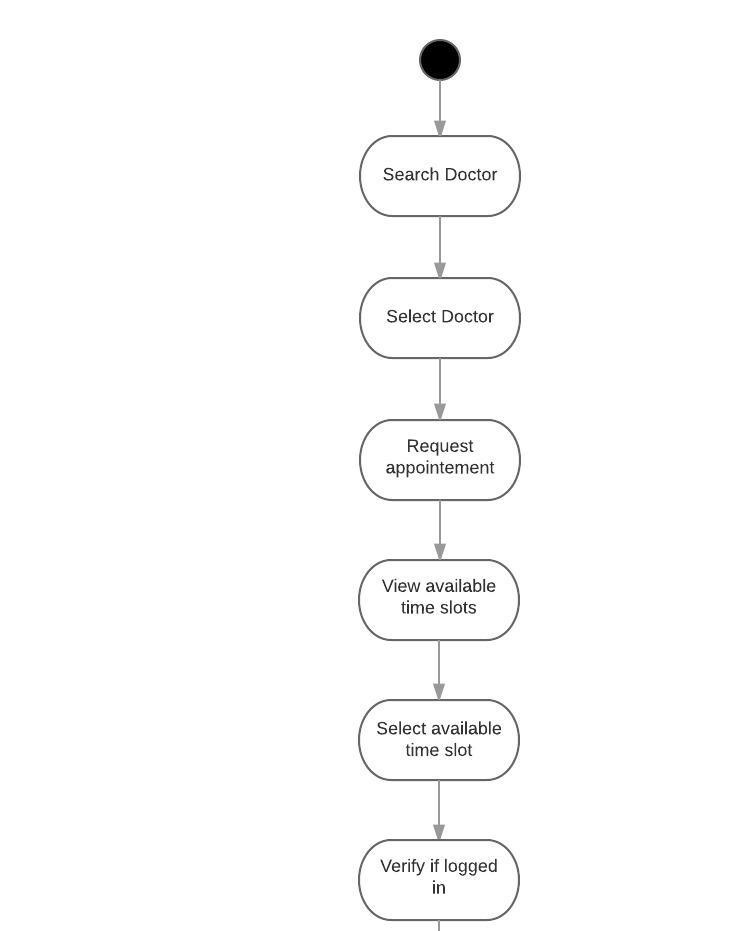 Search Doctor
Select Doctor
Request
appointement
View available
time slots
Select available
time slot
Verify if logged
in